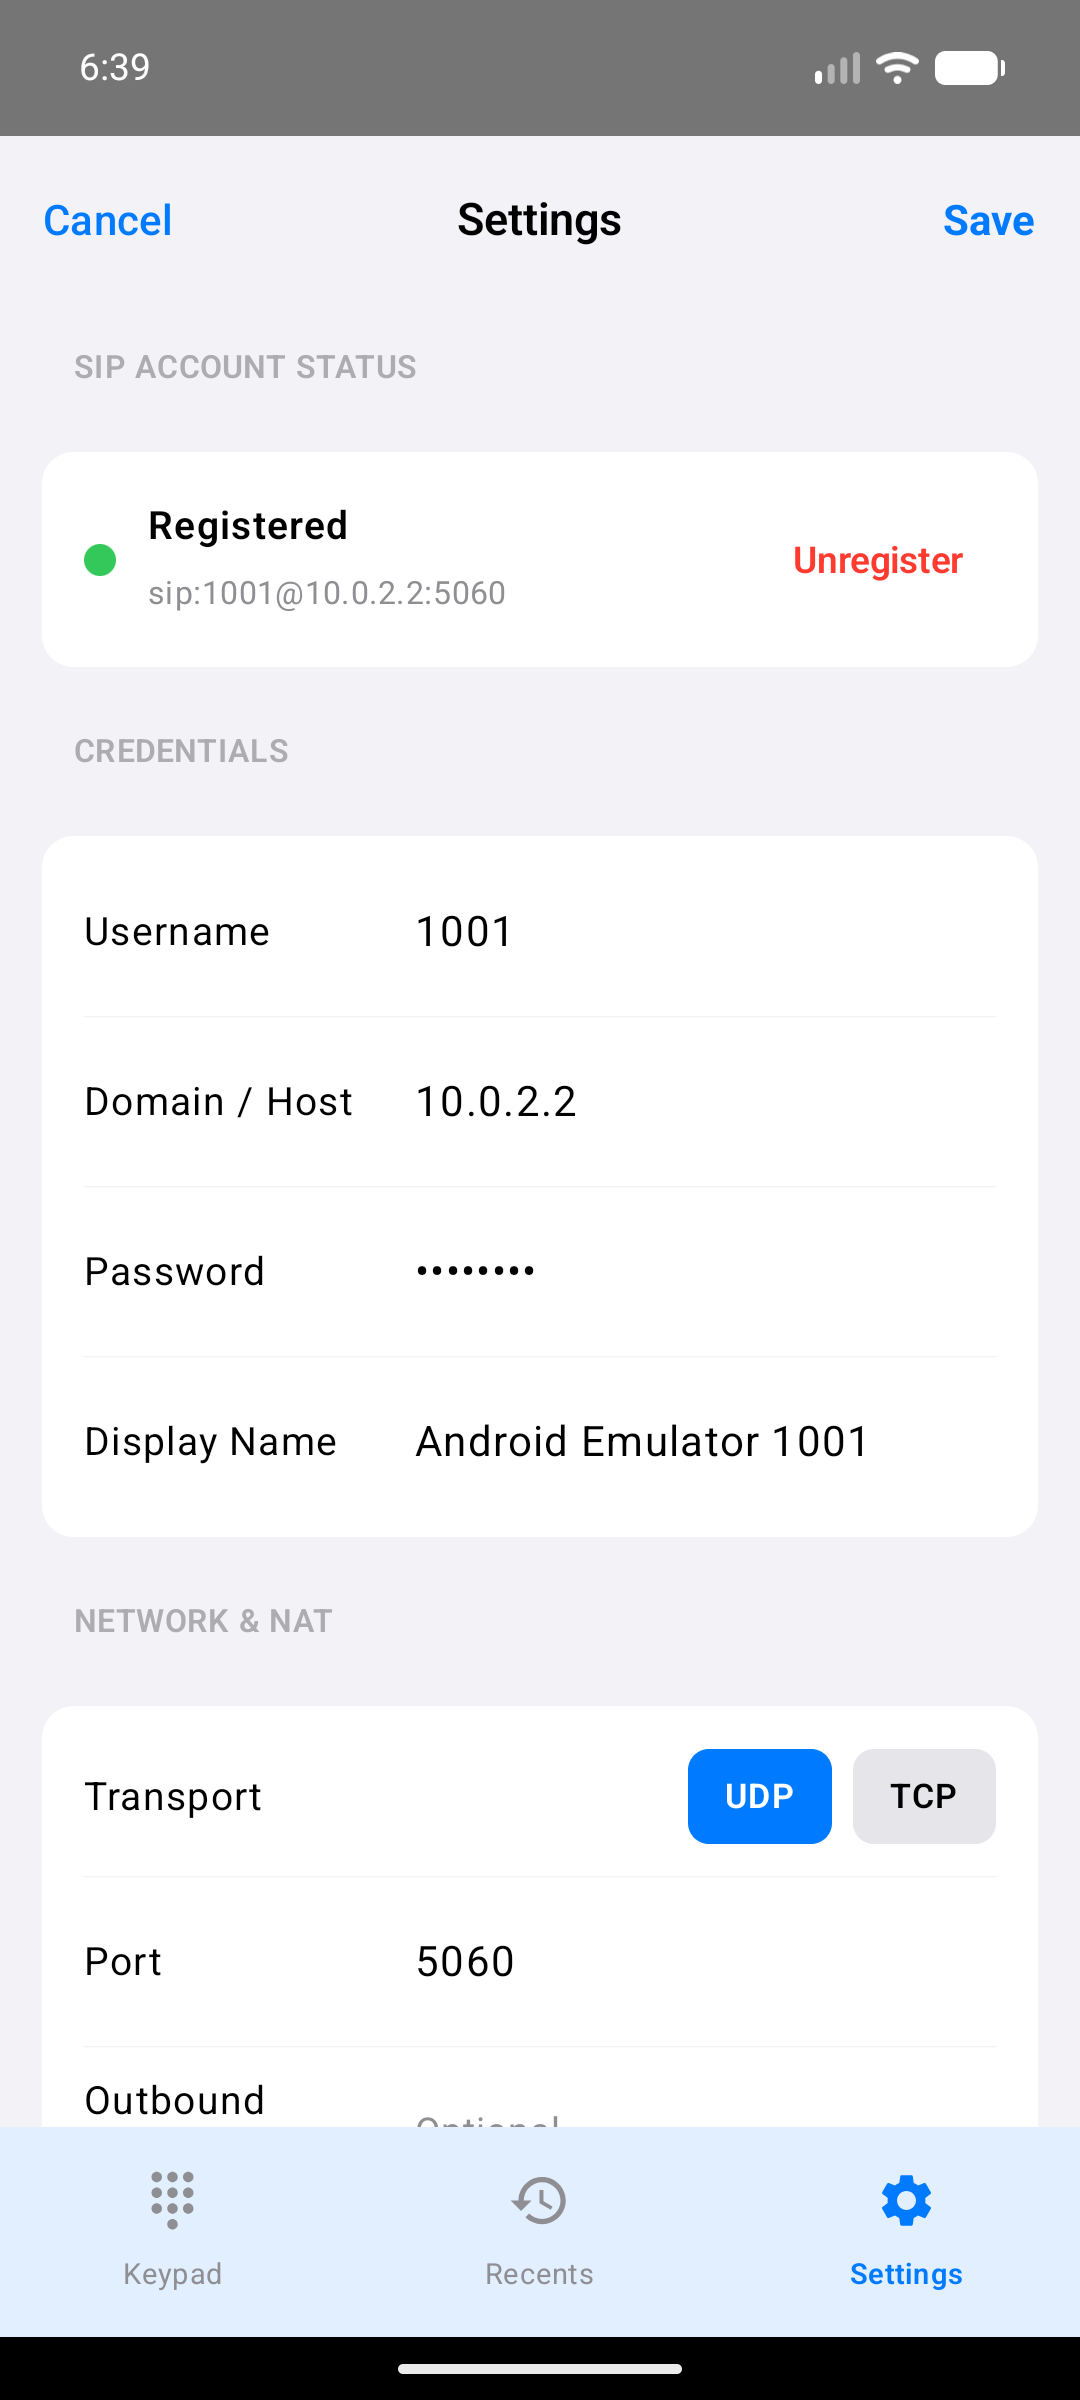 6:39
Cancel
Settings
Save
SIP ACCOUNT STATUS
Registered
sip:1001@10.0.2.2:5060
Unregister
CREDENTIALS
Username
1001
Domain / Host
10.0.2.2
Password
••••••••
Display Name
Android Emulator 1001
NETWORK & NAT
Transport
UDP
TCP
Port
5060
Outbound
Optional
Keypad
Recents
Settings